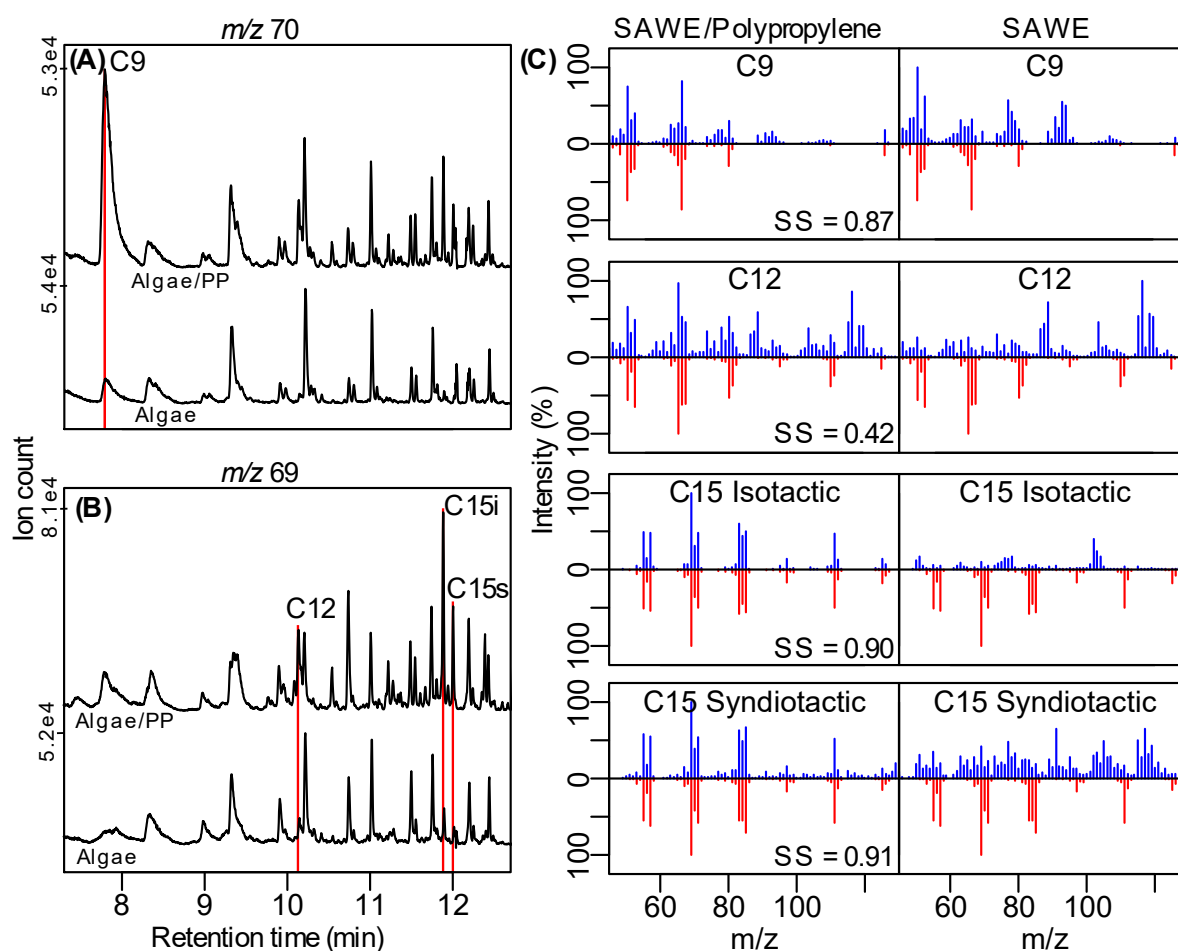 m/z 70
(A)
C9
5.3e4
Algae/PP
5.4e4
Algae
Ion count
m/z 69
(B)
8.1e4
C15i
C15s
C12
Algae/PP
5.2e4
Algae
8 9 10 11 12
Retention time (min)
SAWE/Polypropylene SAWE
(C)
C9 C9
100
0
100
SS = 0.87
C12 C12
100
0
100
SS = 0.42
Intensity (%)
C15 Isotactic C15 Isotactic
100
0
100
SS = 0.90
C15 Syndiotactic C15 Syndiotactic
100
0
100
SS = 0.91
60 80 100 60 80 100
m/z m/z